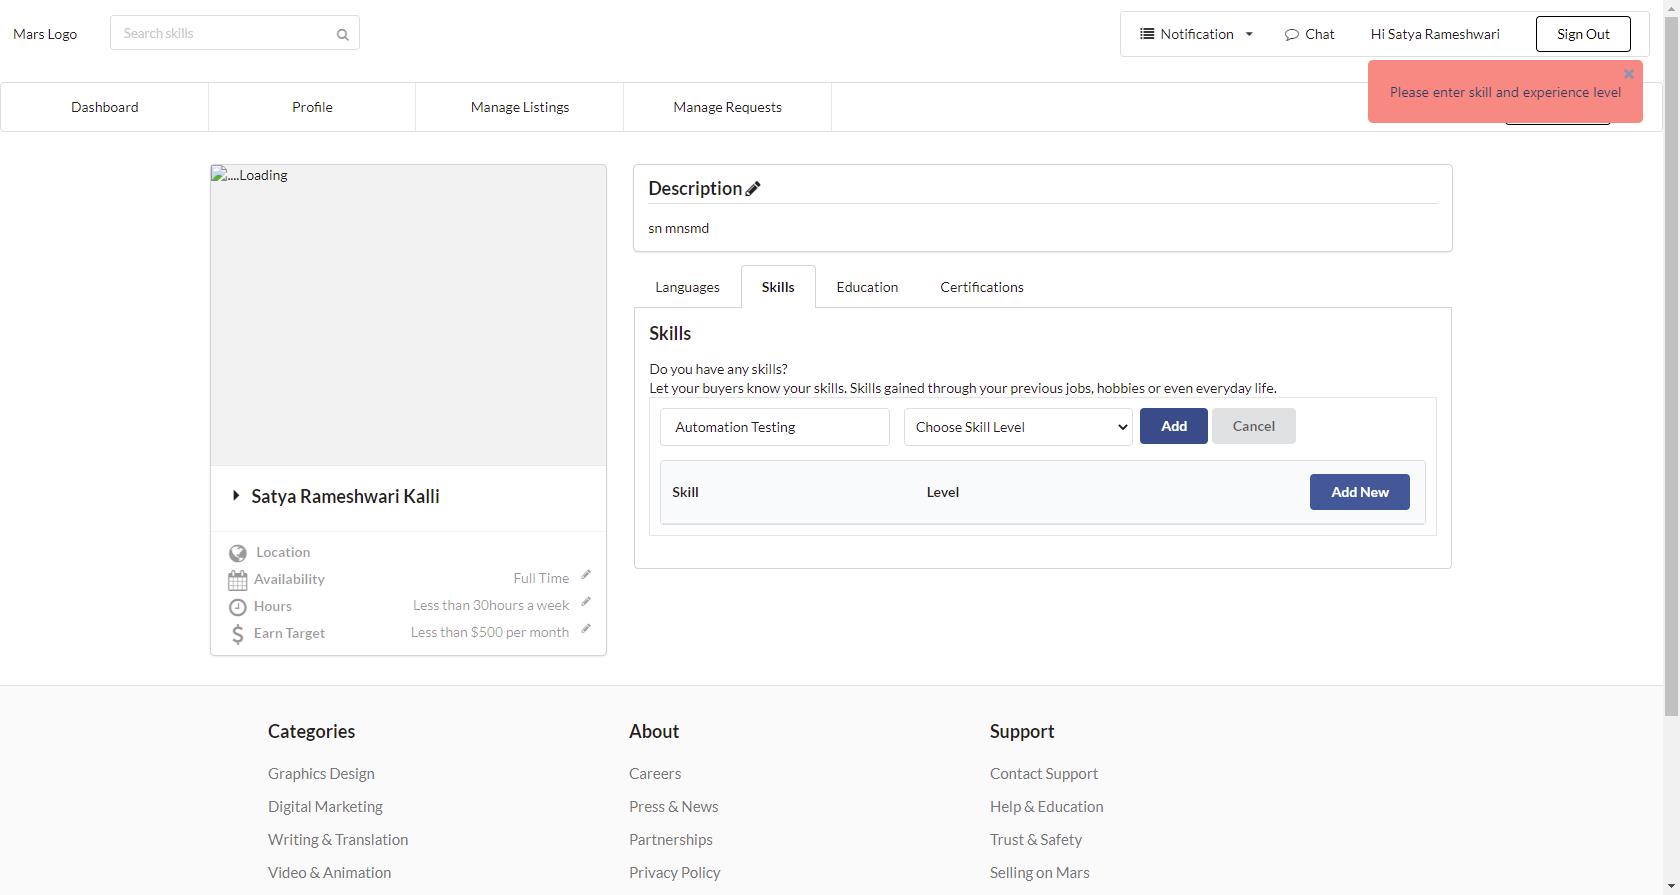 Mars Logo
Search skills
Notification
Chat
Hi Satya Rameshwari
Sign Out
Please enter skill and experience level
Dashboard
Profile
Manage Listings
Manage Requests
....Loading
Satya Rameshwari Kalli
Location
Availability
Full Time
Hours
Less than 30hours a week
Earn Target
Less than $500 per month
Description
sn mnsmd
Languages
Skills
Education
Certifications
Skills
Do you have any skills?
Let your buyers know your skills. Skills gained through your previous jobs, hobbies or even everyday life.
Automation Testing
Choose Skill Level
Add
Cancel
Skill
Level
Add New
Categories
Graphics Design
Digital Marketing
Writing & Translation
Video & Animation
About
Careers
Press & News
Partnerships
Privacy Policy
Support
Contact Support
Help & Education
Trust & Safety
Selling on Mars